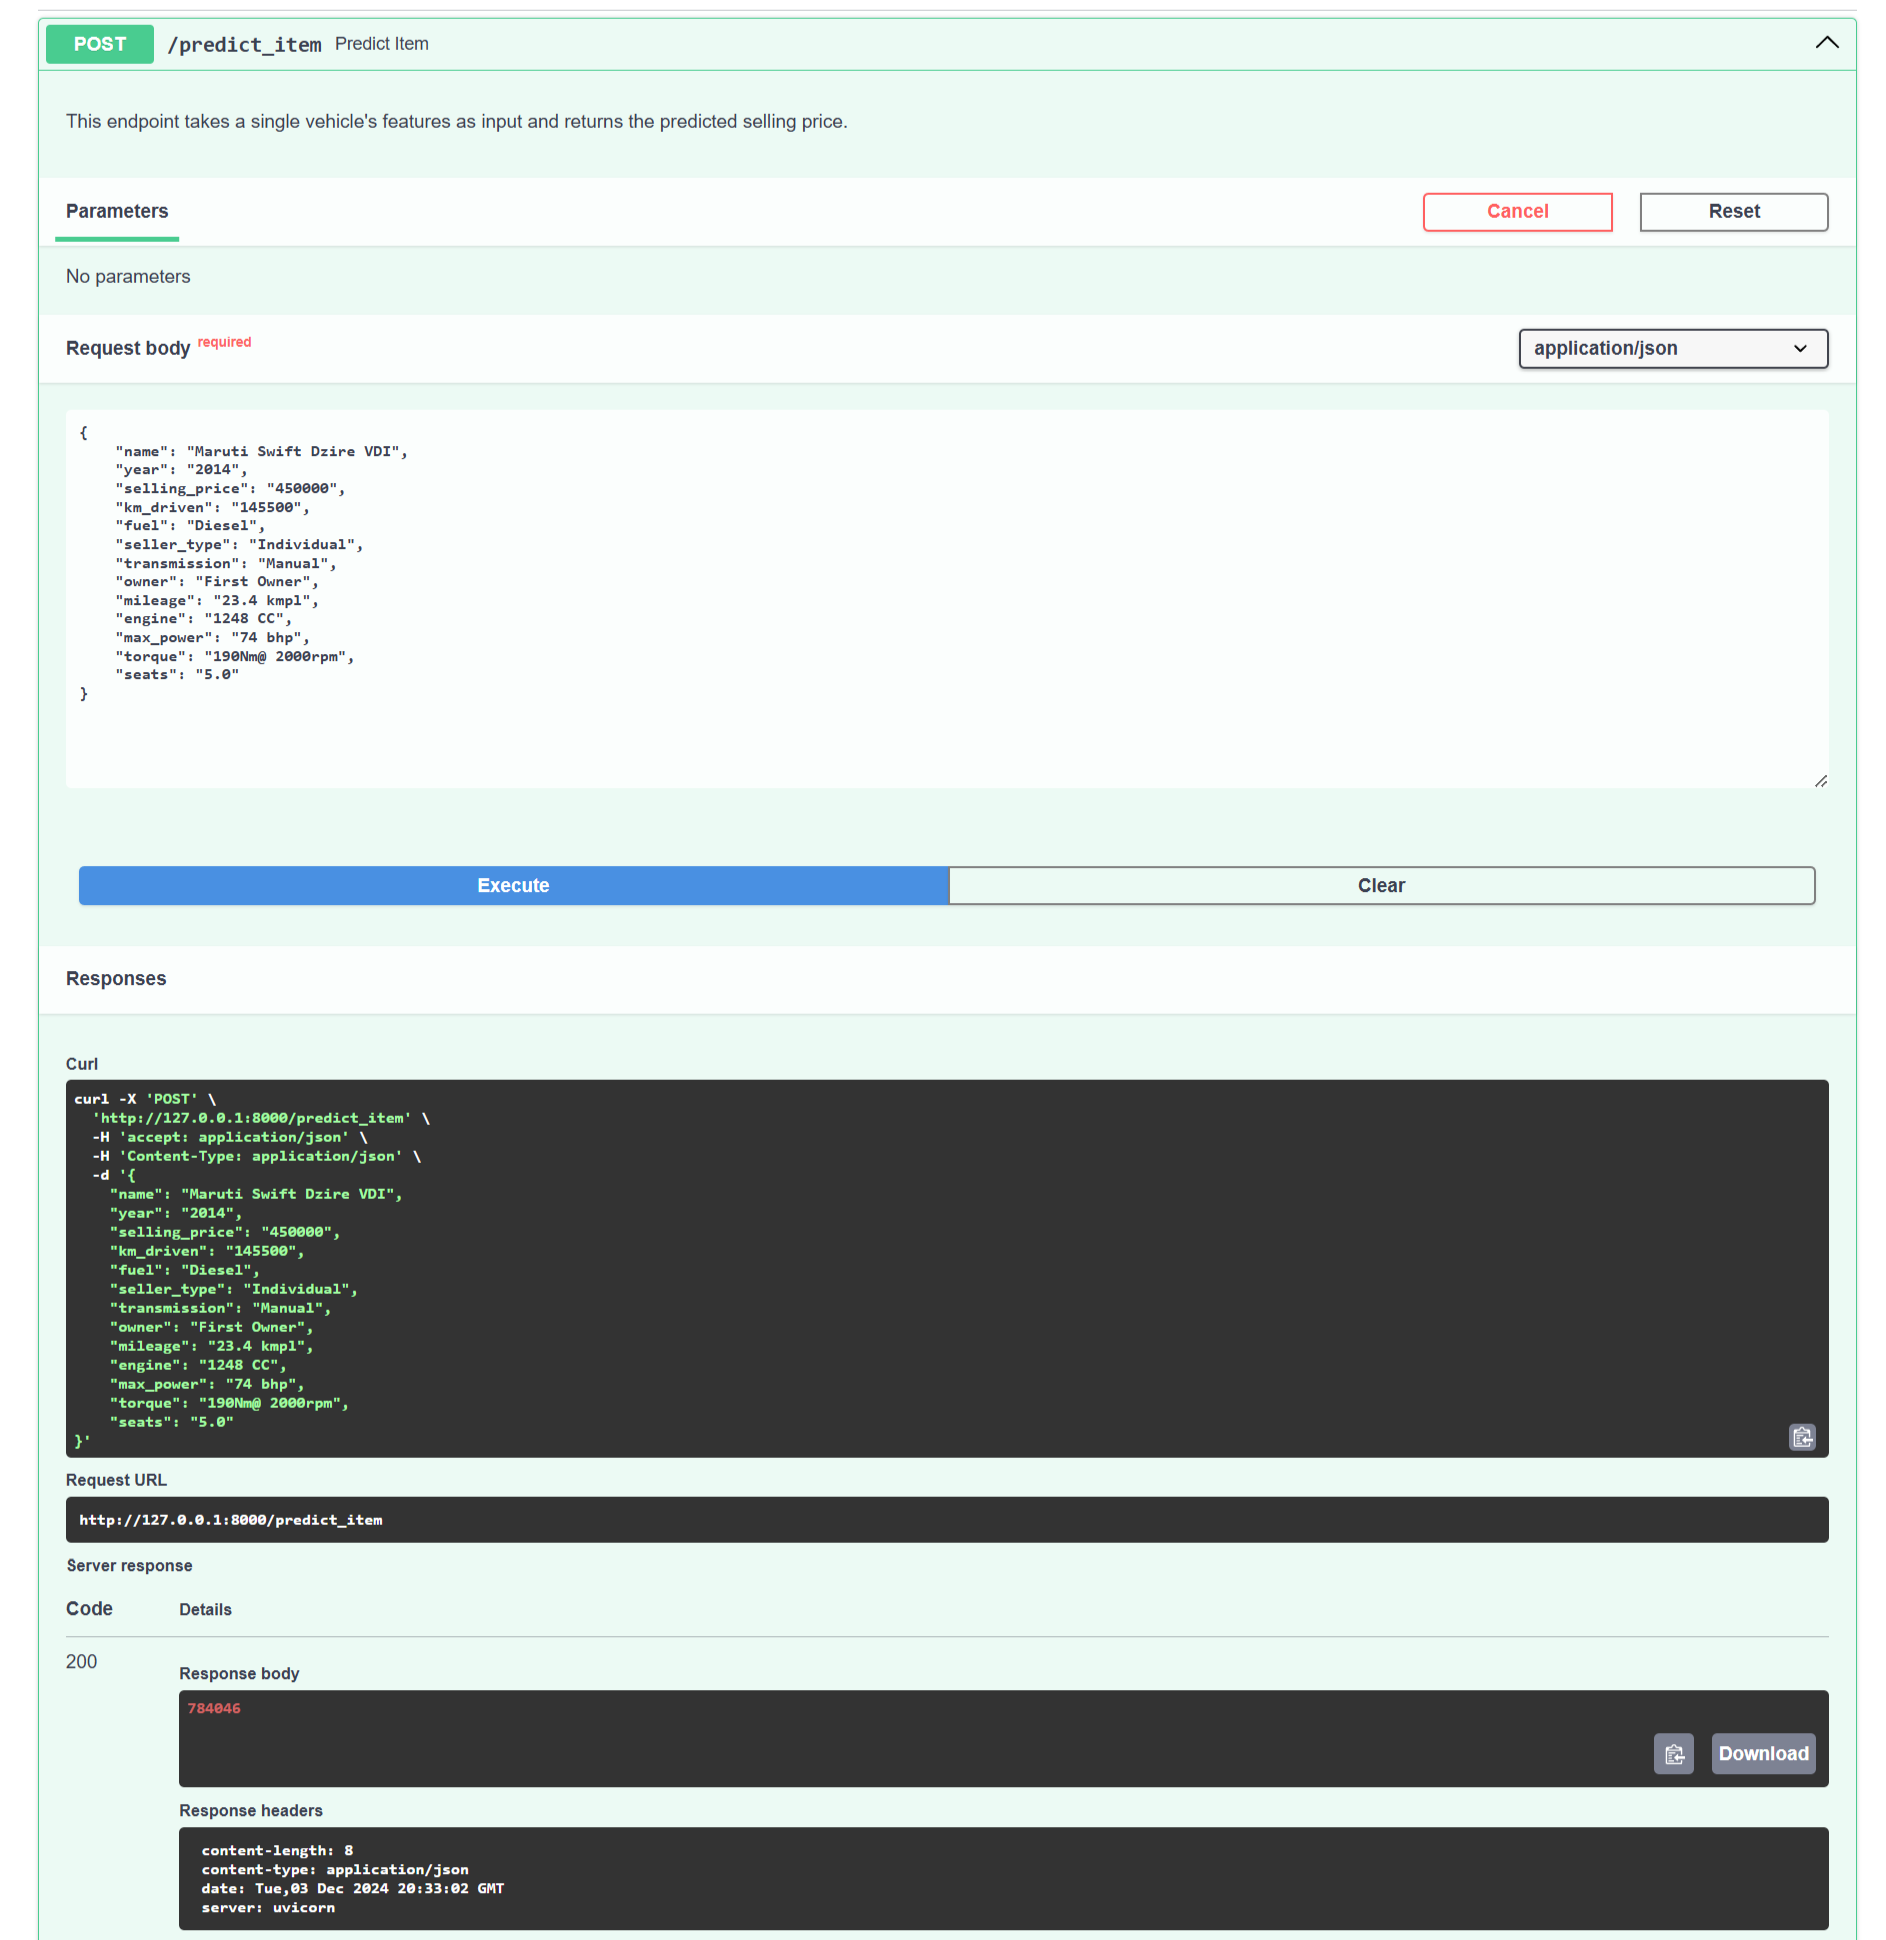 POST /predict_item Predict Item
This endpoint takes a single vehicle's features as input and returns the predicted selling price.
Parameters Cancel Reset
No parameters
Request body required application/json
{
    "name": "Maruti Swift Dzire VDI",
    "year": "2014",
    "selling_price": "450000",
    "km_driven": "145500",
    "fuel": "Diesel",
    "seller_type": "Individual",
    "transmission": "Manual",
    "owner": "First Owner",
    "mileage": "23.4 kmpl",
    "engine": "1248 CC",
    "max_power": "74 bhp",
    "torque": "190Nm@ 2000rpm",
    "seats": "5.0"
}
Execute Clear
Responses
Curl
curl -X 'POST' \
  'http://127.0.0.1:8000/predict_item' \
  -H 'accept: application/json' \
  -H 'Content-Type: application/json' \
  -d '{
    "name": "Maruti Swift Dzire VDI",
    "year": "2014",
    "selling_price": "450000",
    "km_driven": "145500",
    "fuel": "Diesel",
    "seller_type": "Individual",
    "transmission": "Manual",
    "owner": "First Owner",
    "mileage": "23.4 kmpl",
    "engine": "1248 CC",
    "max_power": "74 bhp",
    "torque": "190Nm@ 2000rpm",
    "seats": "5.0"
}'
Request URL
http://127.0.0.1:8000/predict_item
Server response
Code Details
200
Response body
784046
Download
Response headers
content-length: 8
content-type: application/json
date: Tue,03 Dec 2024 20:33:02 GMT
server: uvicorn